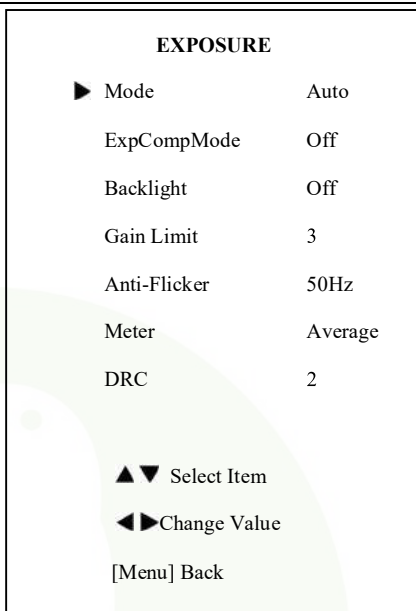 EXPOSURE
▶ Mode Auto
ExpCompMode Off
Backlight Off
Gain Limit 3
Anti-Flicker 50Hz
Meter Average
DRC 2
▲▼ Select Item
◀▶Change Value
[Menu] Back